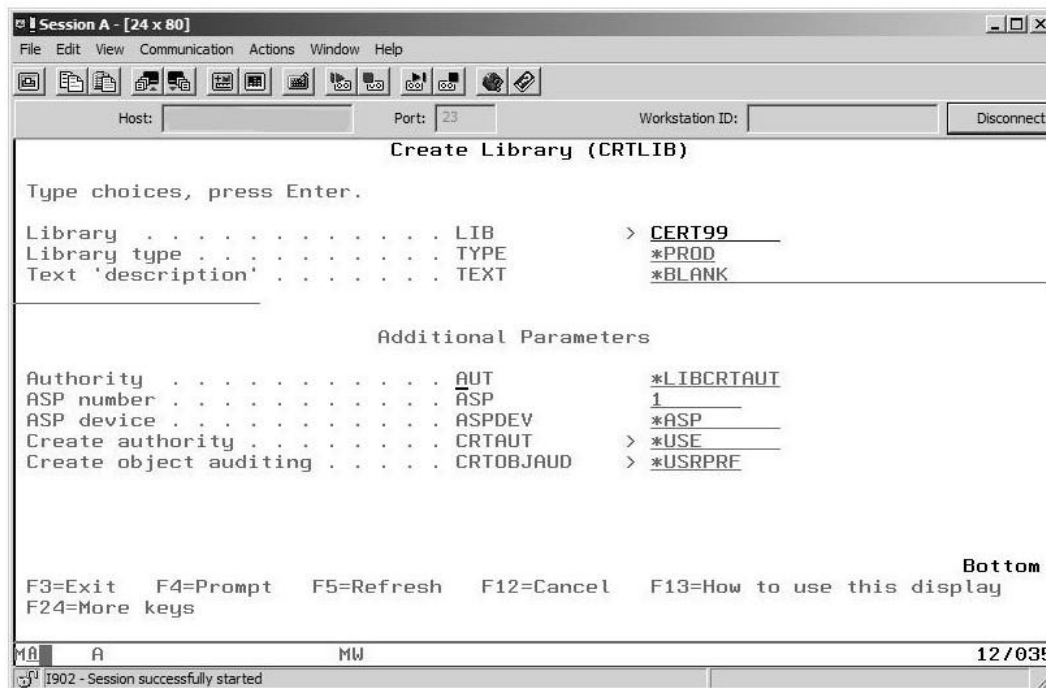 Session A - [24 x 80]
File Edit View Communication Actions Window Help
Host: Port: 23 Workstation ID: Disconnect
Create Library (CRTLIB)
Type choices, press Enter.
Library . . . . . . . . . . . . . LIB > CERT99
Library type . . . . . . . . . . . TYPE *PROD
Text 'description' . . . . . . . TEXT *BLANK
Additional Parameters
Authority . . . . . . . . . . . . AUT *LIBCRTAUT
ASP number . . . . . . . . . . . . ASP 1
ASP device . . . . . . . . . . . . ASPDEV *ASP
Create authority . . . . . . . . CRTAUT > *USE
Create object auditing . . . . . CRTOBJAUD > *USRPRF
Bottom
F3=Exit F4=Prompt F5=Refresh F12=Cancel F13=How to use this display
F24=More keys
MA A MW 12/035
I902 - Session successfully started